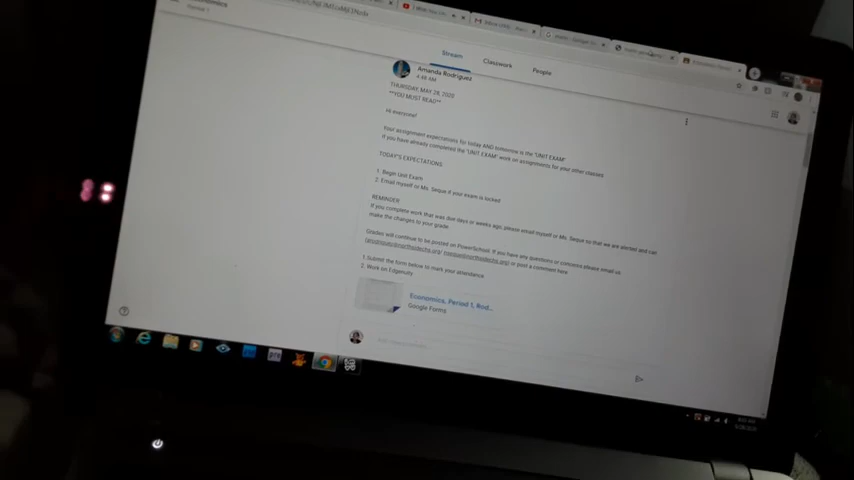 Economics
Period 1
Stream
Classwork
People
Amanda Rodriguez
THURSDAY, MAY 28, 2020
**YOU MUST READ**
Hi everyone!
Your assignment expectations for today AND tomorrow is the "UNIT EXAM"
If you have already completed the "UNIT EXAM" work on assignments for your other classes
TODAY'S EXPECTATIONS
1. Begin Unit Exam
2. Email myself or Ms. Seque if your exam is locked
REMINDER
If you complete work that was due days or weeks ago, please email myself or Ms. Seque so that we are alerted and can
make the changes to your grade.
Grades will continue to be posted on PowerSchool. If you have any questions or concerns please email us
or post a comment here.
1.Submit the form below to mark your attendance
2. Work on Edgenuity
Economics, Period 1, Rod...
Google Forms